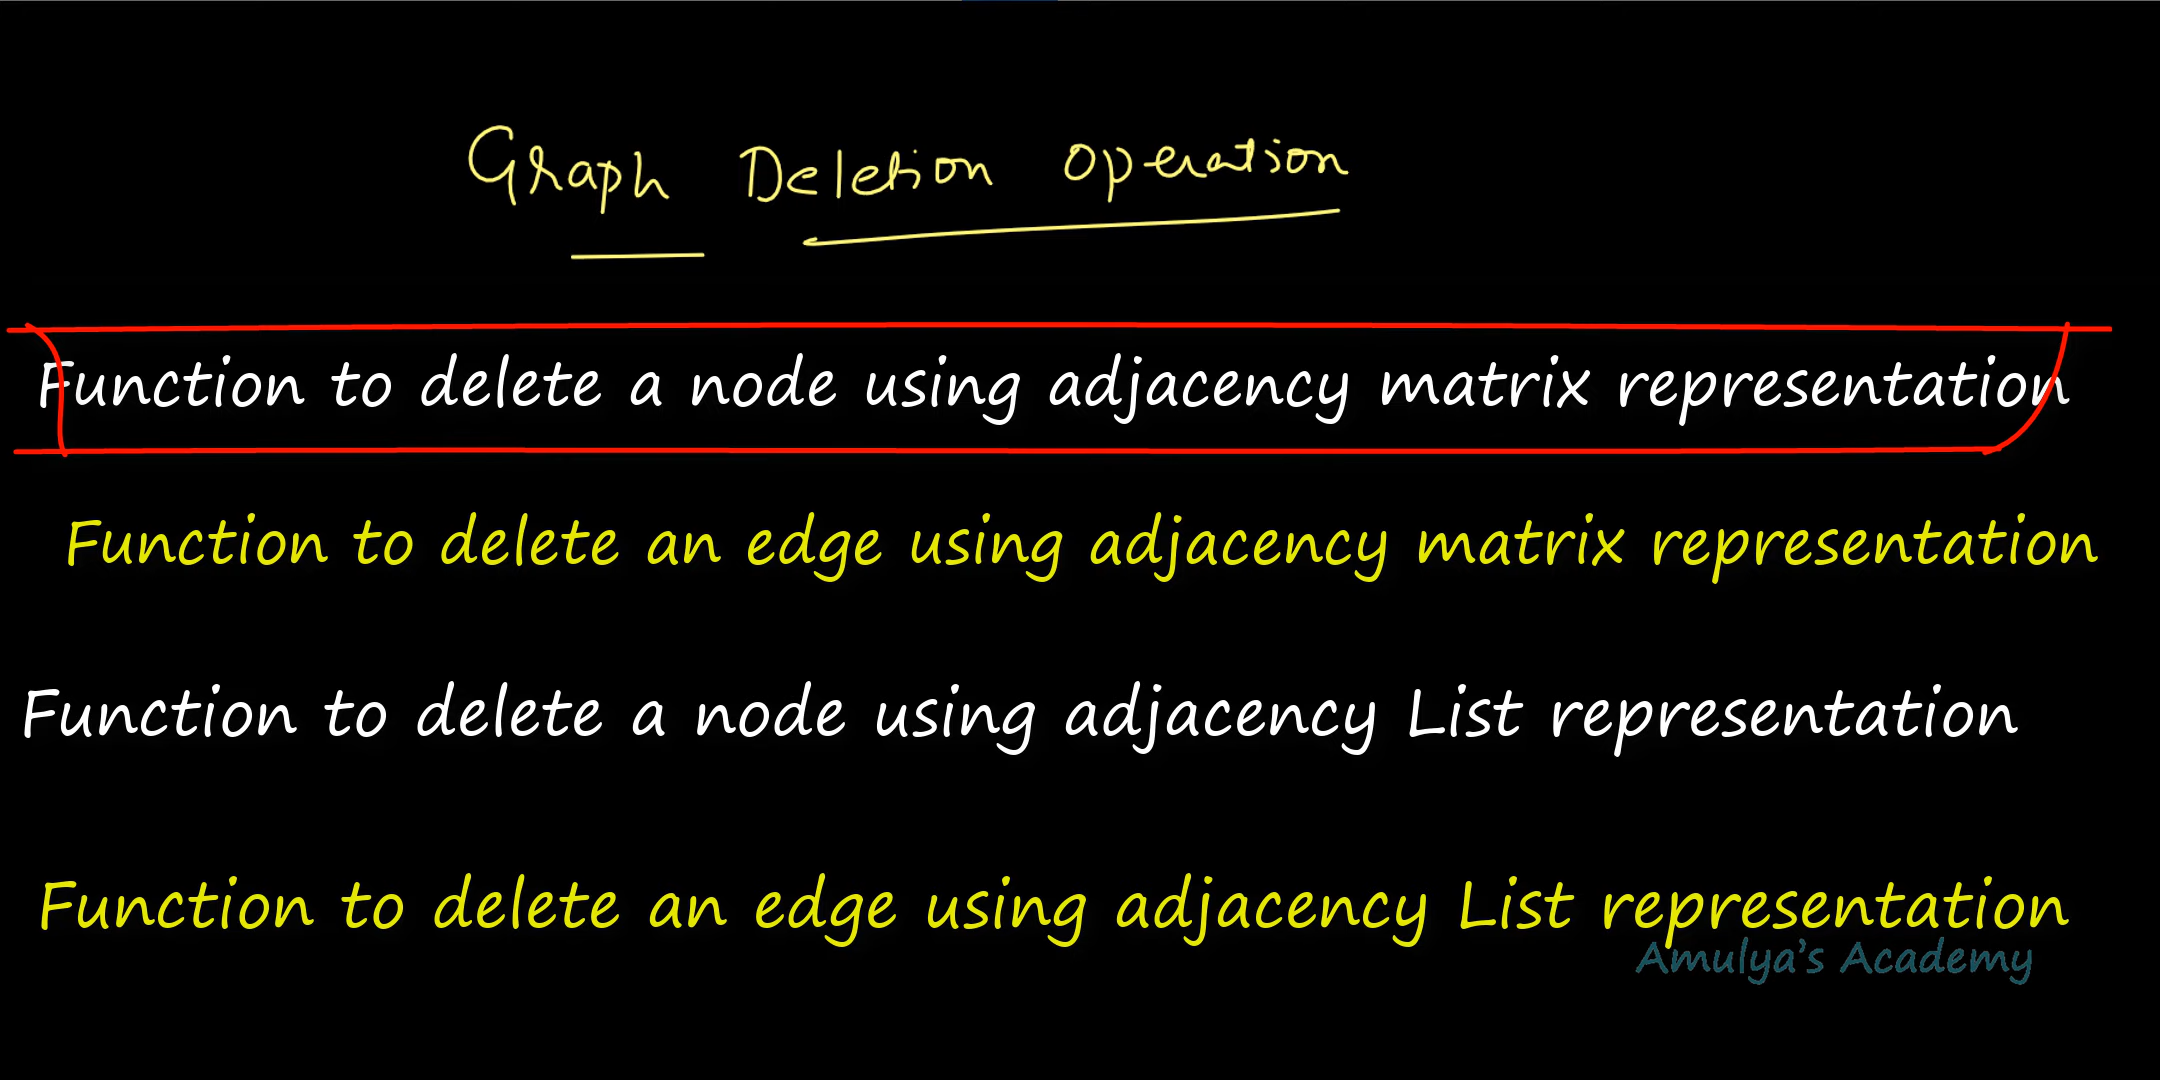 Graph Deletion Operation
Function to delete a node using adjacency matrix representation
Function to delete an edge using adjacency matrix representation
Function to delete a node using adjacency List representation
Function to delete an edge using adjacency List representation
Amulya's Academy